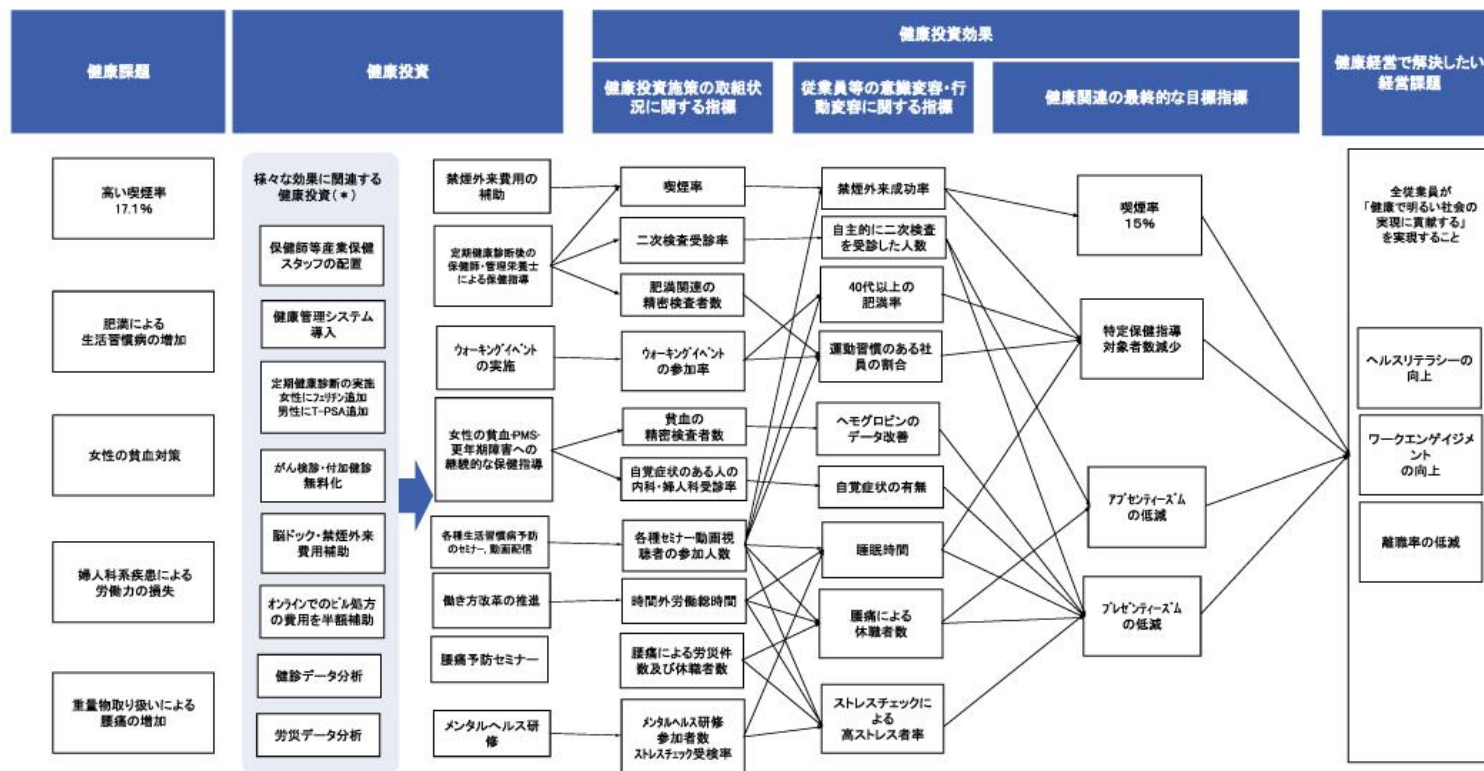 健康課題
健康投資
健康投資効果
健康投資施策の取組状
況に関する指標
従業員等の意識変容・行
動変容に関する指標
健康関連の最終的な目標指標
健康経営で解決したい
経営課題
高い喫煙率
17.1%
肥満による
生活習慣病の増加
女性の貧血対策
婦人科系疾患による
労働力の損失
重量物取り扱いによる
腰痛の増加
様々な効果に関連する
健康投資(*)
保健師等産業保健
スタッフの配置
健康管理システム
導入
定期健康診断の実施
女性にフェリチン追加
男性にT-PSA追加
がん検診・付加健診
無料化
脳ドック・禁煙外来
費用補助
オンラインでのピル処方
の費用を半額補助
健診データ分析
労災データ分析
禁煙外来費用の
補助
定期健康診断後の
保健師・管理栄養士
による保健指導
ウォーキングイベント
の実施
女性の貧血・PMS・
更年期障害への
継続的な保健指導
各種生活習慣病予防
のセミナー,動画配信
働き方改革の推進
腰痛予防セミナー
メンタルヘルス研
修
喫煙率
二次検査受診率
肥満関連の
精密検査者数
ウォーキングイベント
の参加率
貧血の
精密検査者数
自覚症状のある人の
内科・婦人科受診率
各種セミナー動画視
聴者の参加人数
時間外労働総時間
腰痛による労災件
数及び休職者数
メンタルヘルス研修
参加者数
ストレスチェック受検率
禁煙外来成功率
自主的に二次検査
を受診した人数
40代以上の
肥満率
運動習慣のある社
員の割合
ヘモグロビンの
データ改善
自覚症状の有無
睡眠時間
腰痛による
休職者数
ストレスチェックに
よる
高ストレス者率
喫煙率
15%
特定保健指導
対象者数減少
アブセンティーズム
の低減
プレゼンティーズム
の低減
全従業員が
「健康で明るい社会の
実現に貢献する」
を実現すること
ヘルスリテラシーの
向上
ワークエンゲイジメ
ント
の向上
離職率の低減